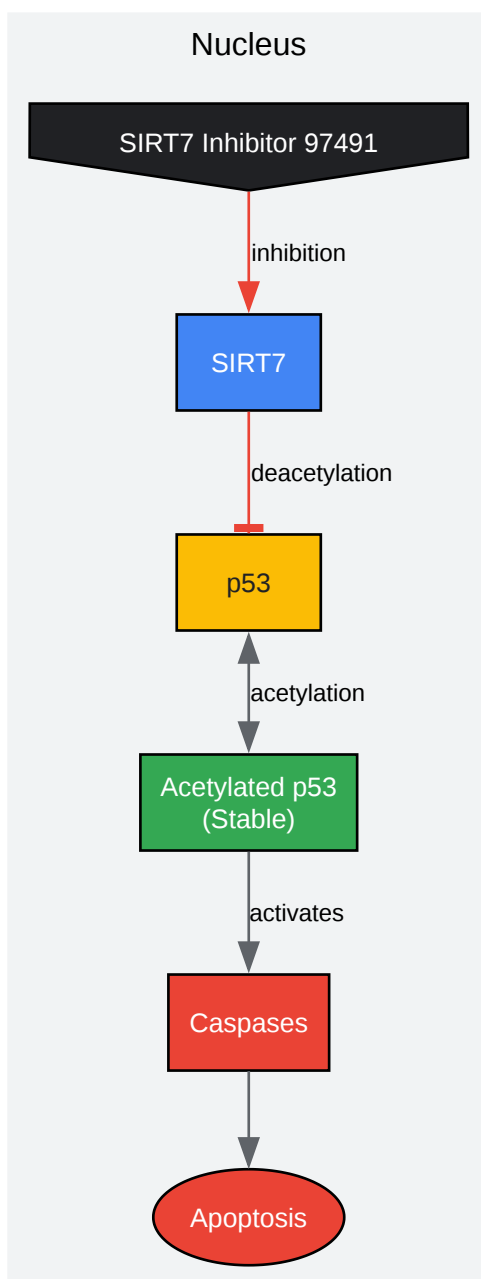 Nucleus
SIRT7 Inhibitor 97491
inhibition
SIRT7
deacetylation
p53
acetylation
Acetylated p53
(Stable)
activates
Caspases
Apoptosis